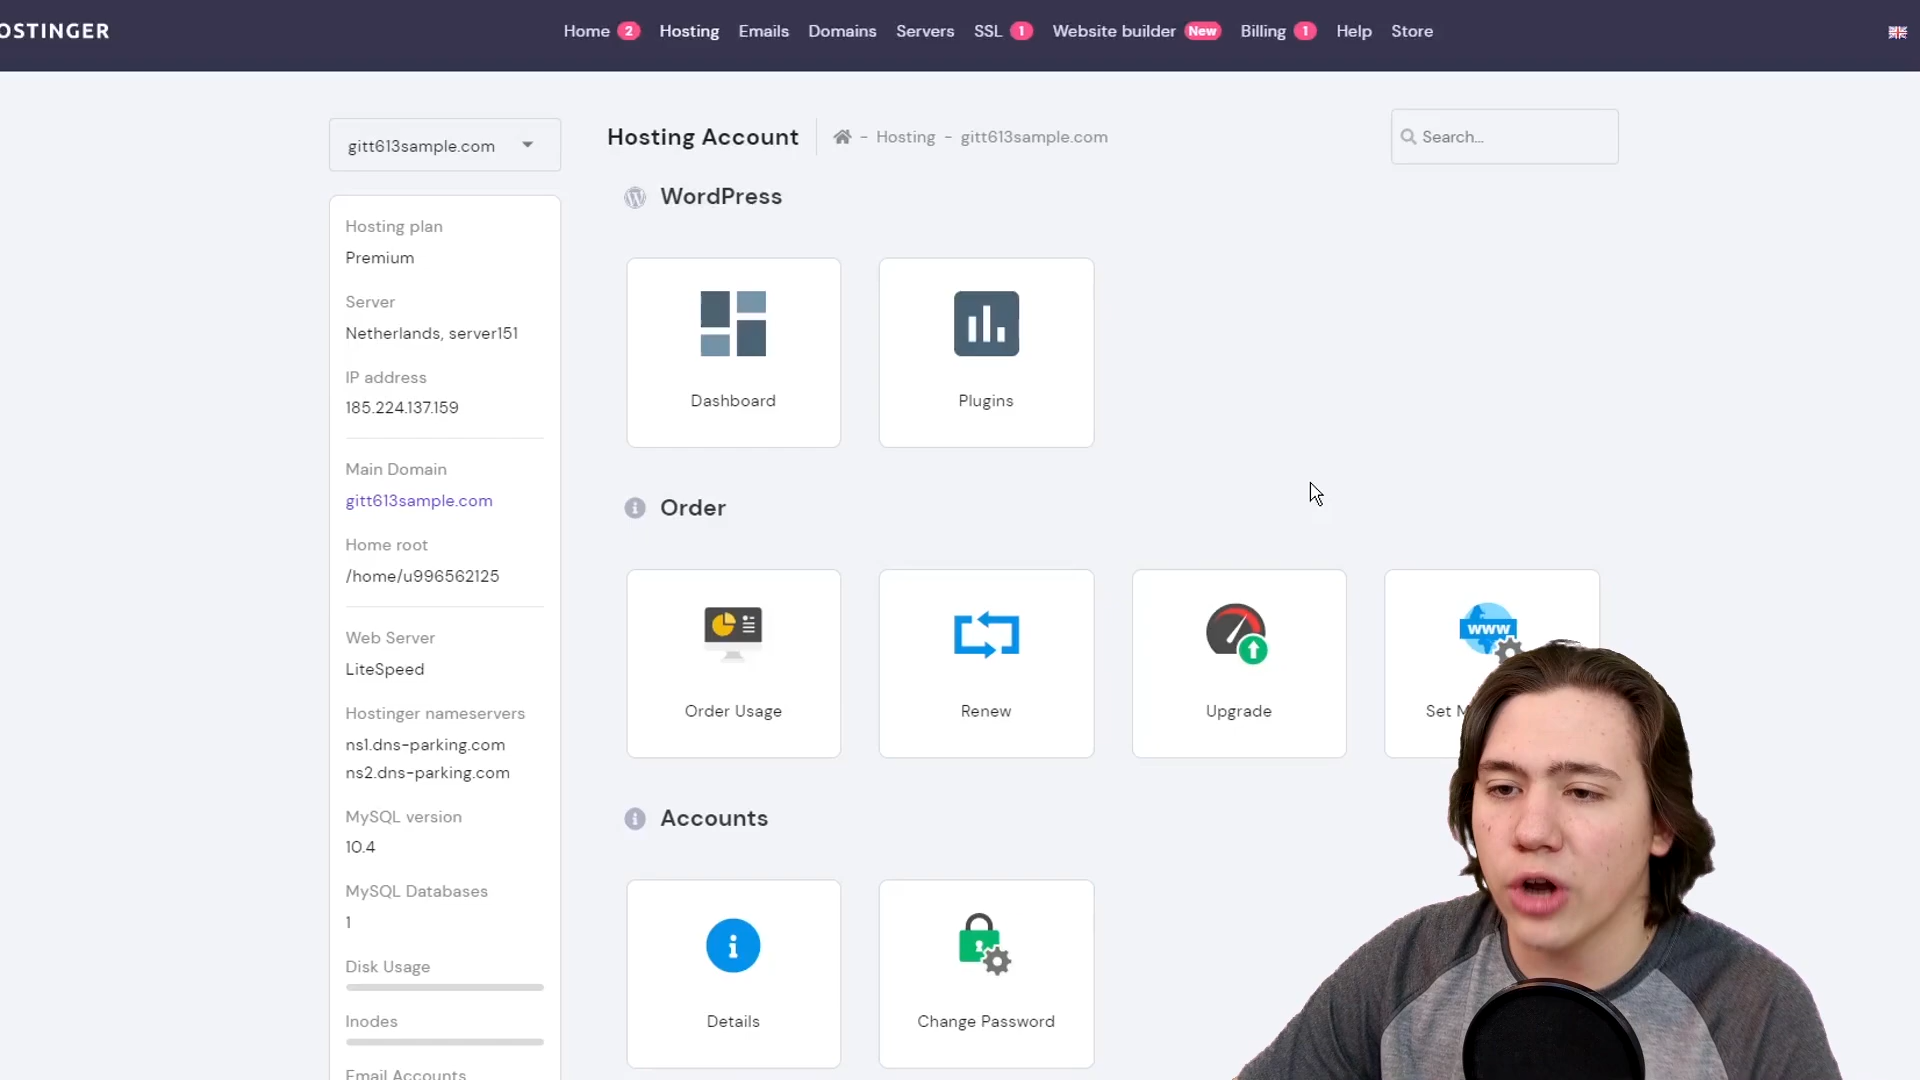 OSTINGER
Home 2 Hosting Emails Domains Servers SSL 1 Website builder New Billing 1 Help Store
gitt613sample.com
Hosting Account - Hosting - gitt613sample.com
Search...
Hosting plan
Premium
Server
Netherlands, server151
IP address
185.224.137.159
Main Domain
gitt613sample.com
Home root
/home/u996562125
Web Server
LiteSpeed
Hostinger nameservers
ns1.dns-parking.com
ns2.dns-parking.com
MySQL version
10.4
MySQL Databases
1
Disk Usage
Inodes
Email Accounts
WordPress
Dashboard
Plugins
Order
Order Usage
Renew
Upgrade
www
Set
Accounts
Details
Change Password